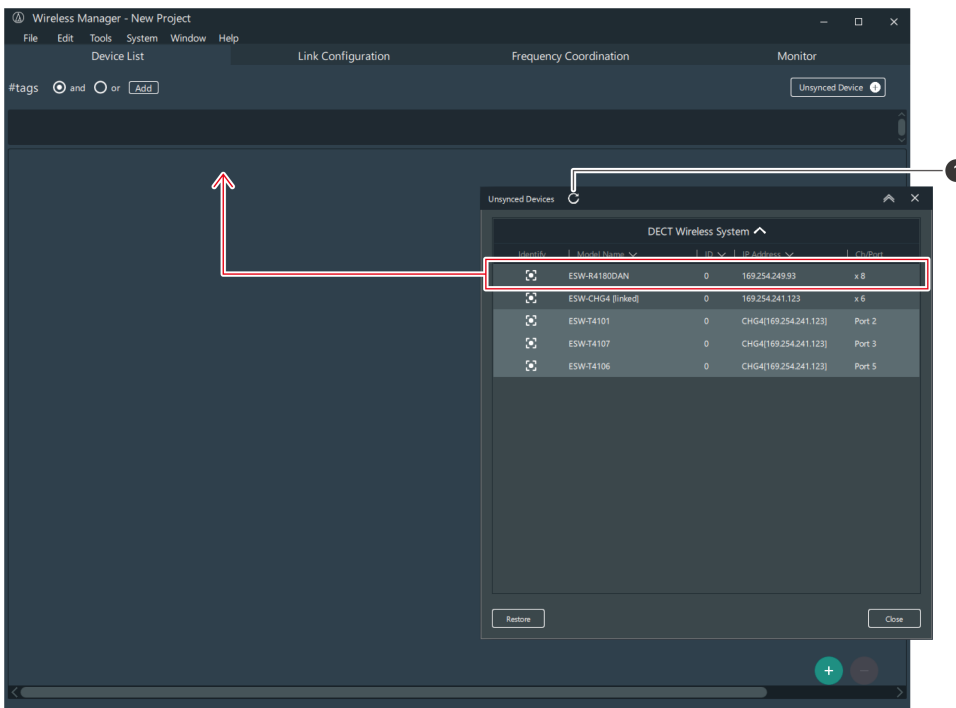 Wireless Manager - New Project
File Edit Tools System Window Help
Device List Link Configuration Frequency Coordination Monitor
#tags and or Add Unsynced Device
1
Unsynced Devices
DECT Wireless System
Identify Model Name ID IP Address Ch/Port
ESW-R4180DAN 0 169.254.249.93 x 8
ESW-CHG4 [linked] 0 169.254.241.123 x 6
ESW-T4101 0 CHG4[169.254.241.123] Port 2
ESW-T4107 0 CHG4[169.254.241.123] Port 3
ESW-T4106 0 CHG4[169.254.241.123] Port 5
Restore Close